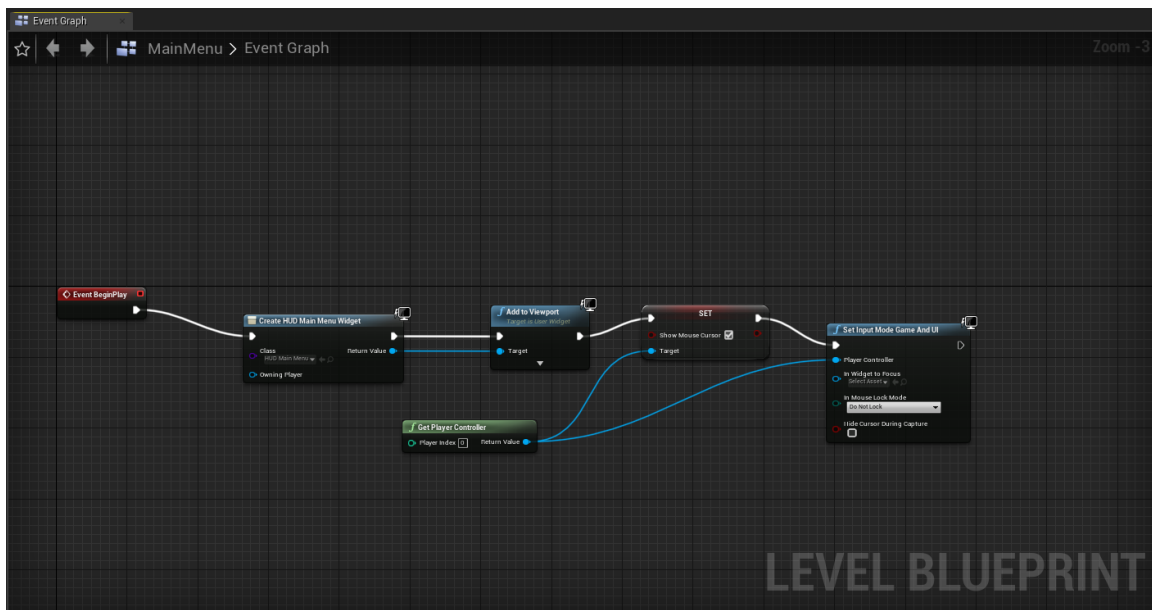 Event Graph
MainMenu > Event Graph
Zoom -3
Event BeginPlay
Create HUD Main Menu Widget
Class
HUD Main Menu
Return Value
Owning Player
Add to Viewport
Target is User Widget
Target
SET
Show Mouse Cursor
Target
Set Input Mode Game And UI
Player Controller
In Widget to Focus
Select Asset
In Mouse Lock Mode
Do Not Lock
Hide Cursor During Capture
Get Player Controller
Player Index 0
Return Value
LEVEL BLUEPRINT